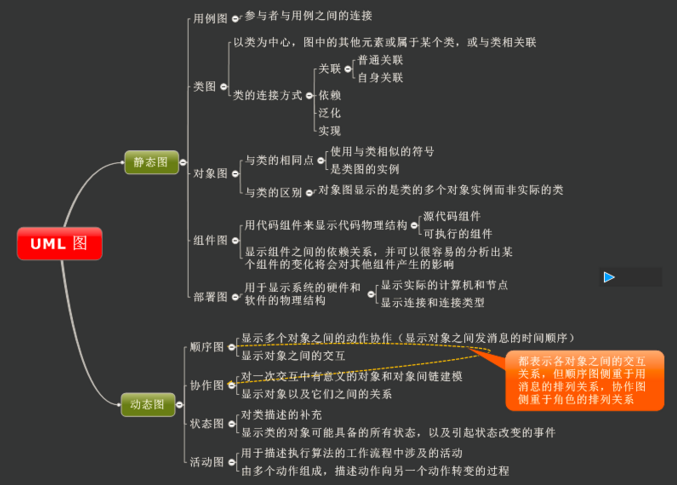 用例图
参与者与用例之间的连接
以类为中心，图中的其他元素或属于某个类，或与类相关联
类图
类的连接方式
关联
普通关联
自身关联
依赖
泛化
实现
静态图
对象图
与类的相同点
使用与类相似的符号
是类图的实例
与类的区别
对象图显示的是类的多个对象实例而非实际的类
UML 图
组件图
用代码组件来显示代码物理结构
源代码组件
可执行的组件
显示组件之间的依赖关系，并可以很容易的分析出某
个组件的变化将会对其他组件产生的影响
部署图
用于显示系统的硬件和
软件的物理结构
显示实际的计算机和节点
显示连接和连接类型
动态图
顺序图
显示多个对象之间的动作协作（显示对象之间发消息的时间顺序）
显示对象之间的交互
协作图
对一次交互中有意义的对象和对象间链建模
显示对象以及它们之间的关系
都表示各对象之间的交互
关系，但顺序图侧重于用
消息的排列关系，协作图
侧重于角色的排列关系
状态图
对类描述的补充
显示类的对象可能具备的所有状态，以及引起状态改变的事件
活动图
用于描述执行算法的工作流程中涉及的活动
由多个动作组成，描述动作向另一个动作转变的过程